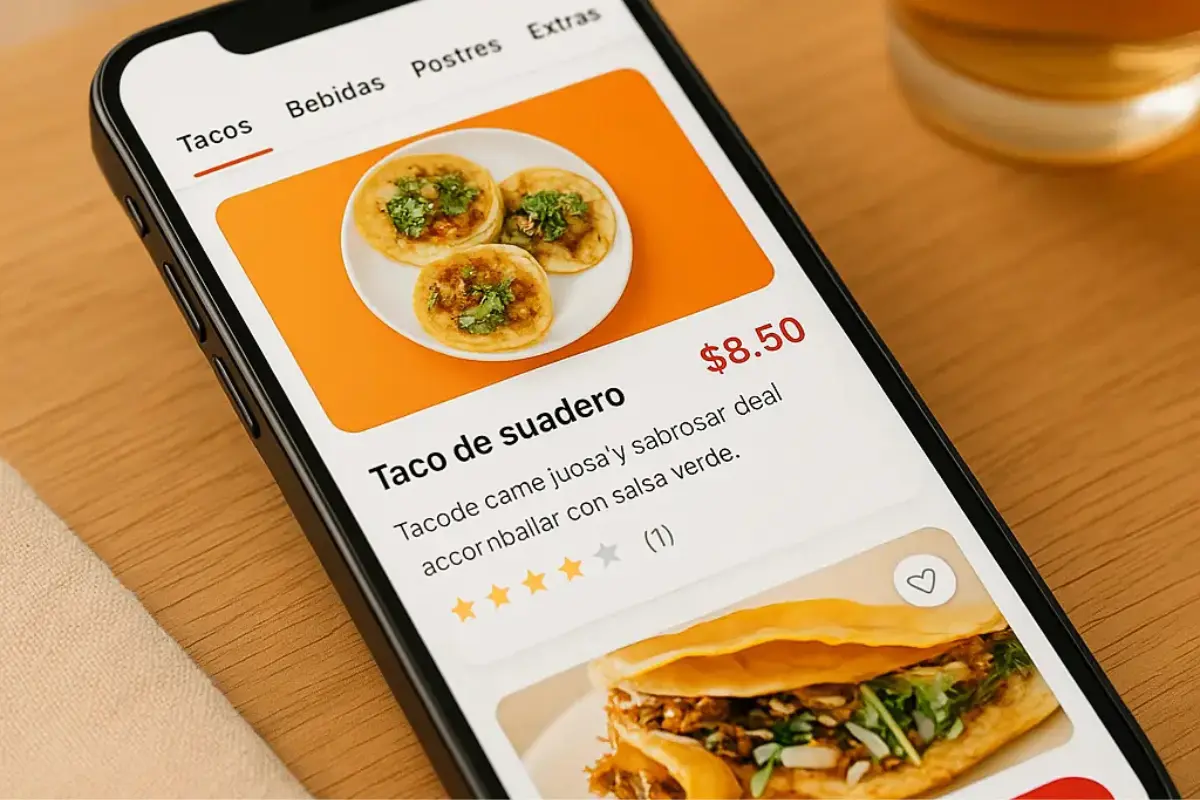 Tacos Bebidas Postres Extras
$8.50
Taco de suadero
Tacode came juosa'y sabrosar deal
accornballar con salsa verde.
(1)